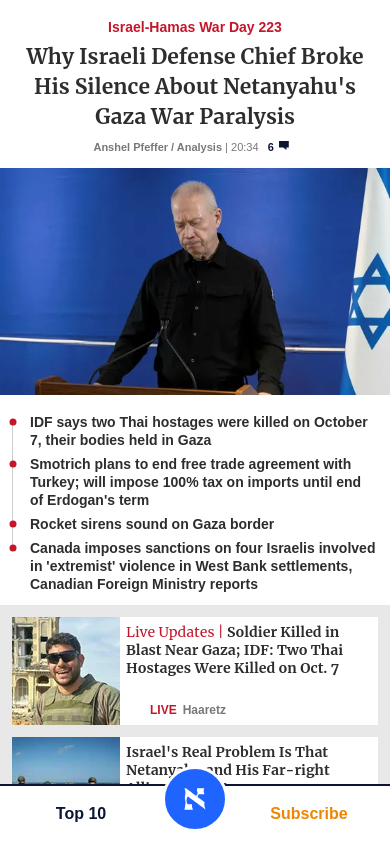 Israel-Hamas War Day 223
Why Israeli Defense Chief Broke
His Silence About Netanyahu's
Gaza War Paralysis
Anshel Pfeffer / Analysis | 20:34 6
IDF says two Thai hostages were killed on October
7, their bodies held in Gaza
Smotrich plans to end free trade agreement with
Turkey; will impose 100% tax on imports until end
of Erdogan's term
Rocket sirens sound on Gaza border
Canada imposes sanctions on four Israelis involved
in 'extremist' violence in West Bank settlements,
Canadian Foreign Ministry reports
Live Updates | Soldier Killed in
Blast Near Gaza; IDF: Two Thai
Hostages Were Killed on Oct. 7
LIVE Haaretz
Israel's Real Problem Is That
and His Far-right
Top 10
א
Subscribe